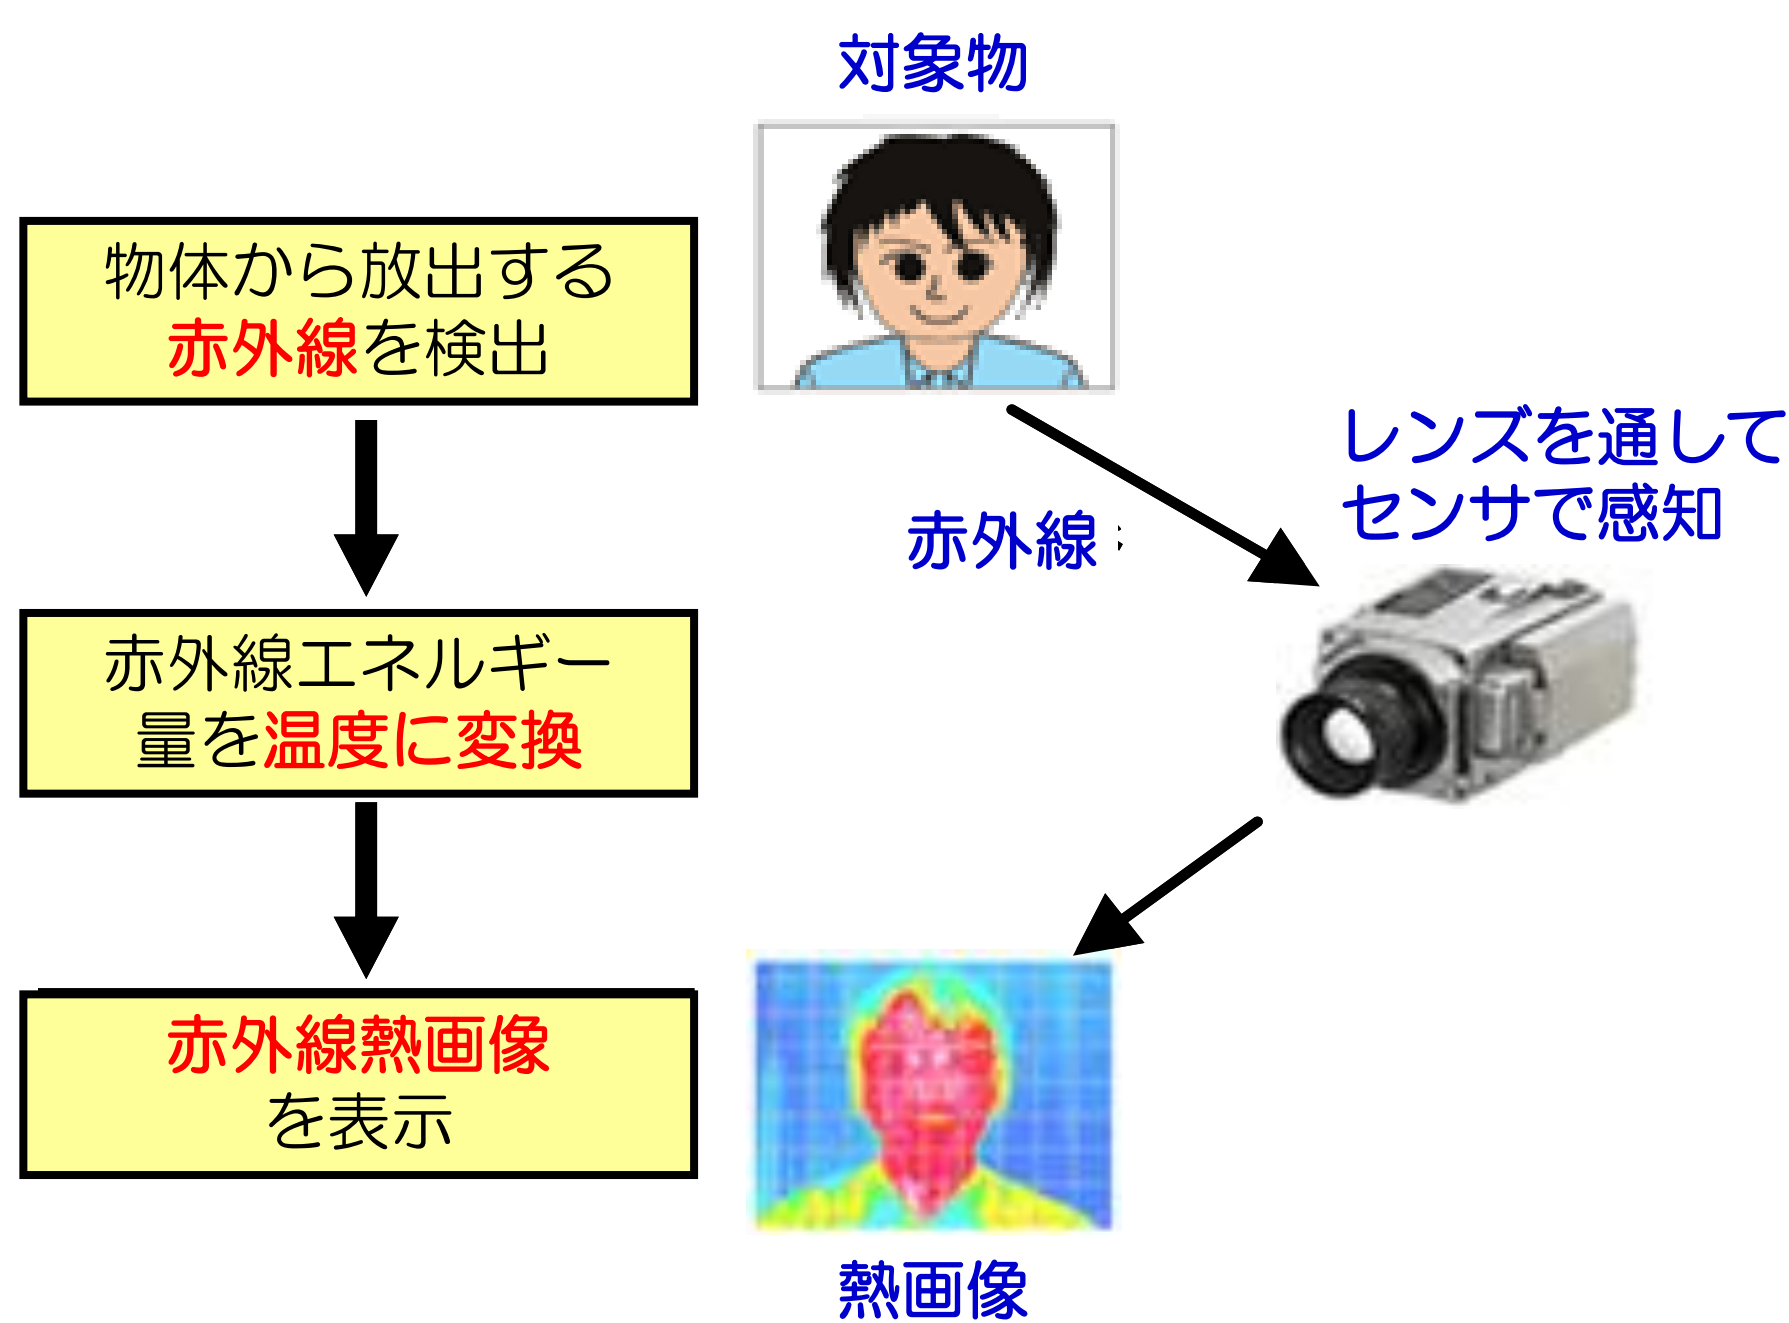 対象物
物体から放出する
赤外線を検出
レンズを通して
センサで感知
赤外線
赤外線エネルギー
量を温度に変換
赤外線熱画像
を表示
熱画像